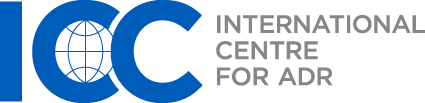 ICC
INTERNATIONAL
CENTRE
FOR ADR